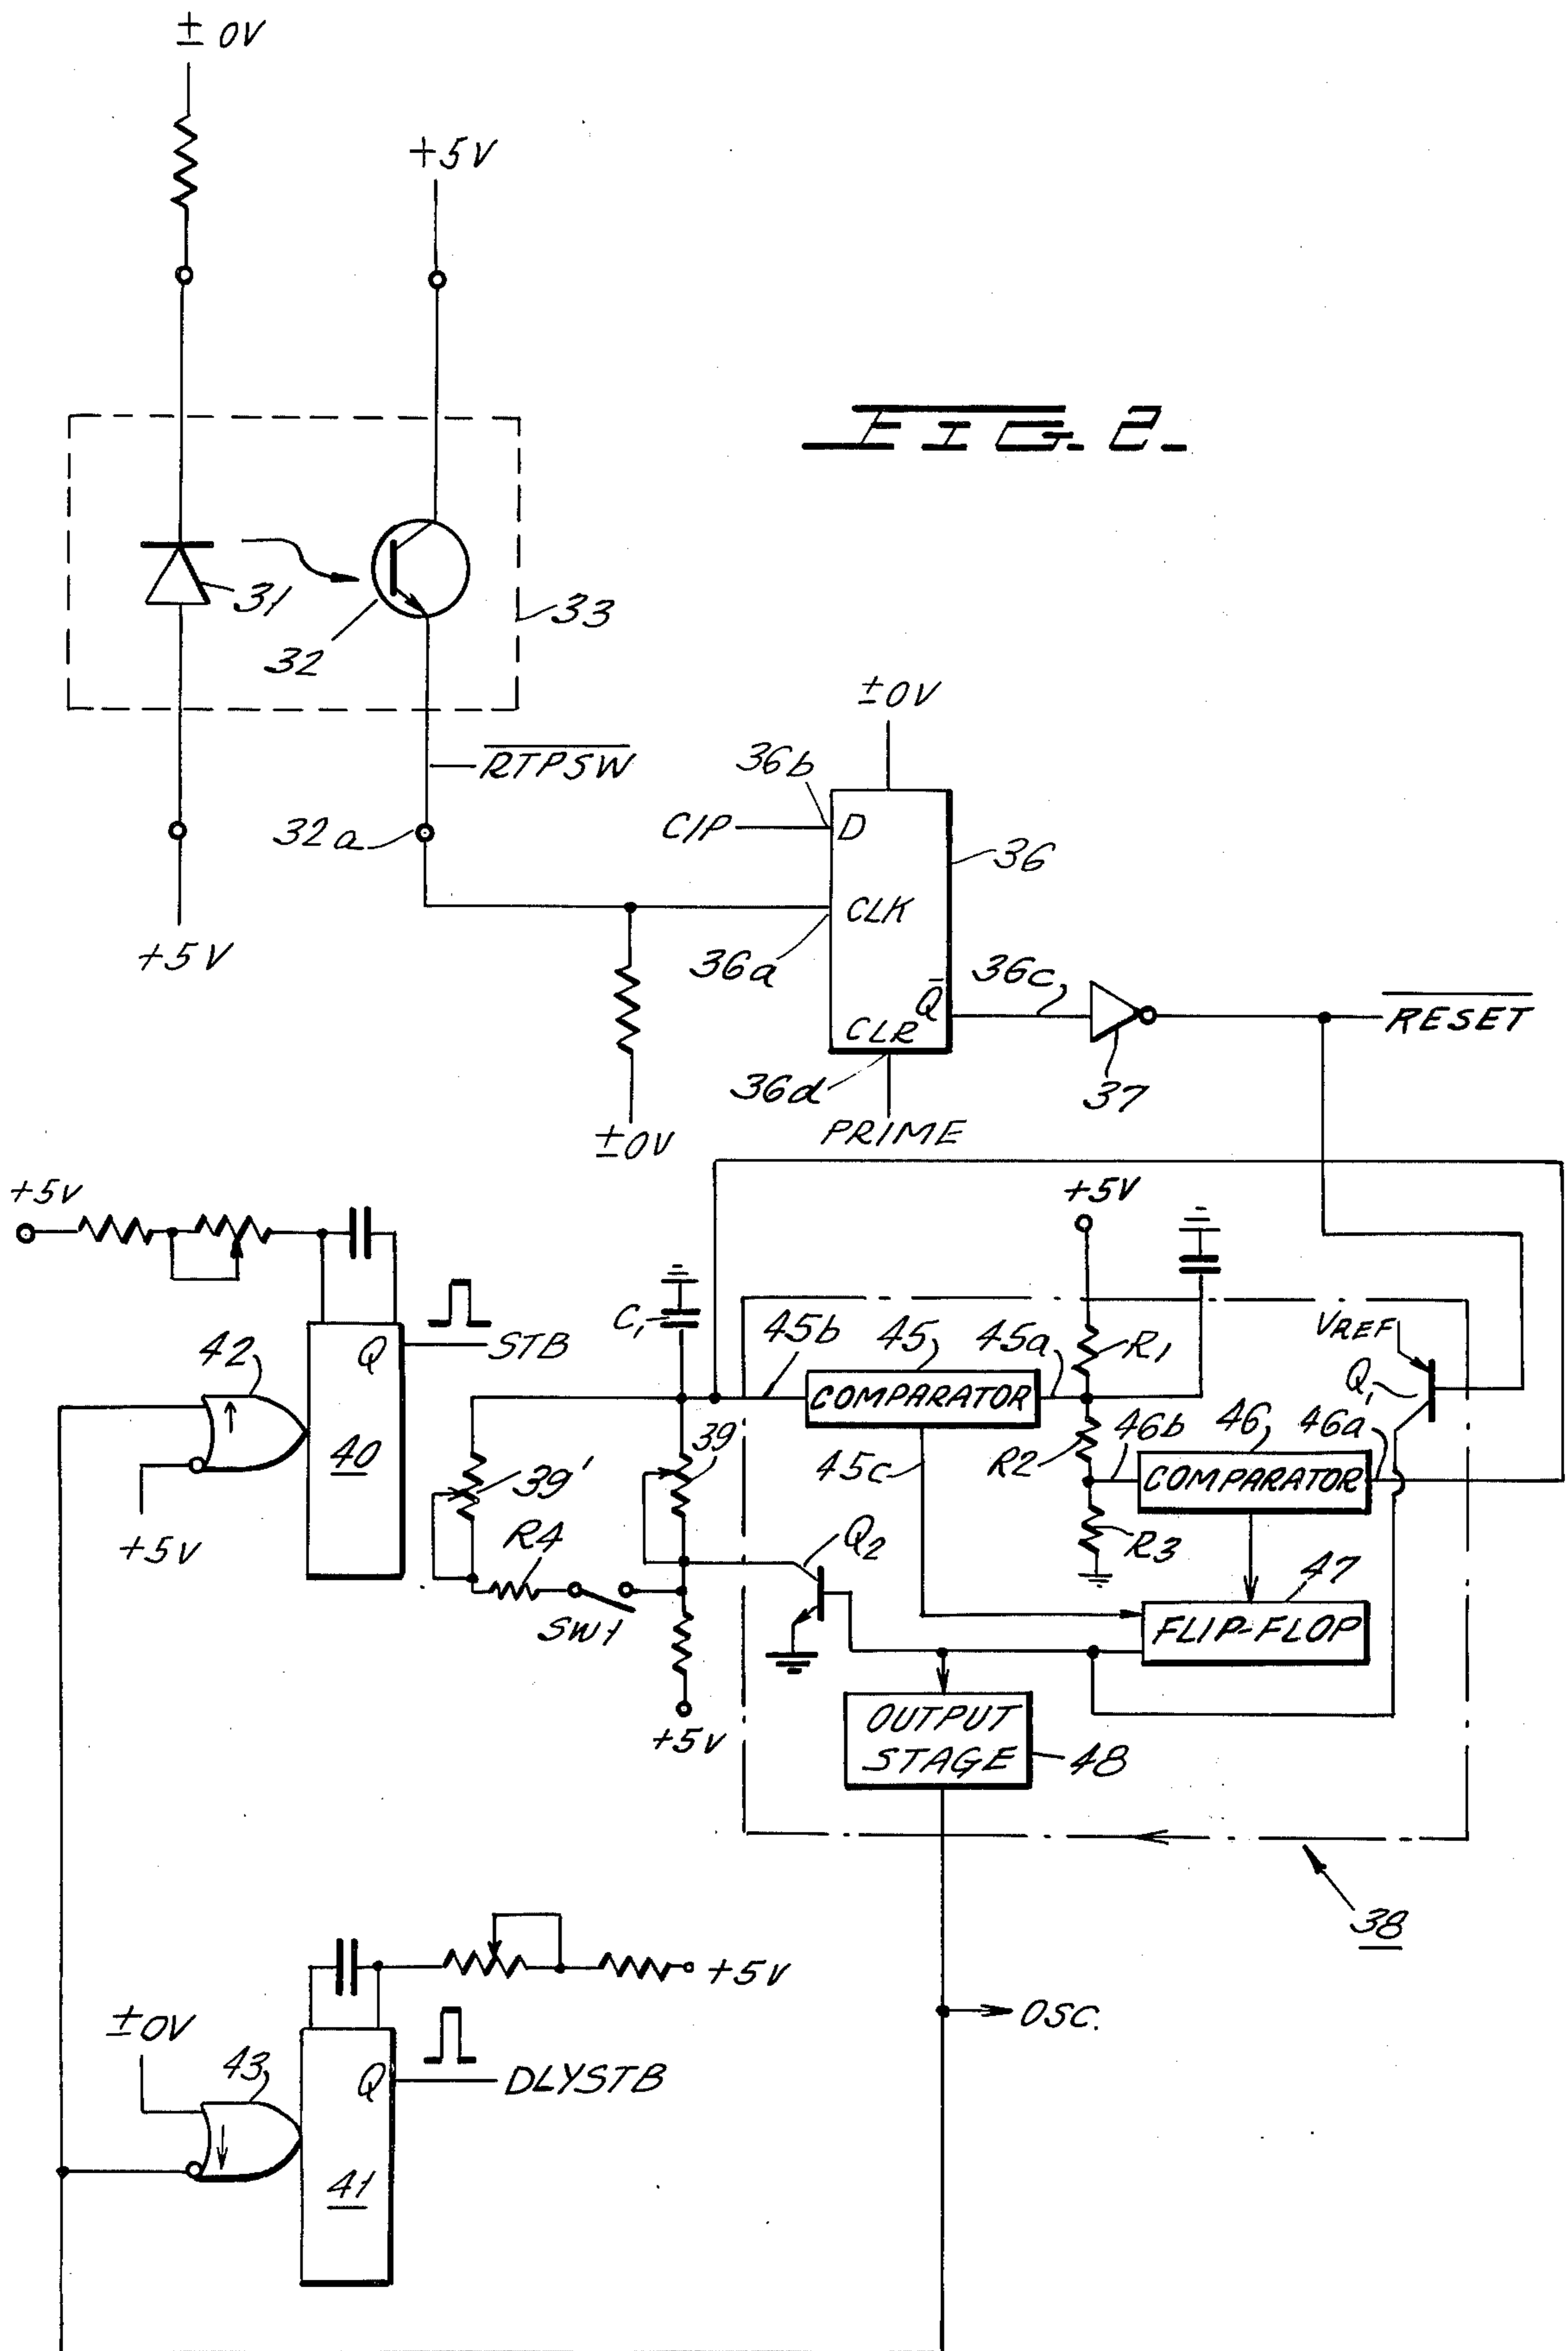 ± 0V
+5V
FIG. 2.
31
32
33
RTPSW
±0V
36b
C/P
D
36
32a
CLK
36a
+5V
Q̅
36c
RESET
CLR
37
36d
±0V
PRIME
+5V
+5V
C1
45b
45
45a
R1
VREF
Q1
42
Q
STB
COMPARATOR
46b
46
46a
40
39'
39
45c
R2
COMPARATOR
+5V
R4
Q2
R3
47
SW1
FLIP-FLOP
+5V
OUTPUT
STAGE
48
38
+5V
OSC.
±0V
43
Q
DLYSTB
41